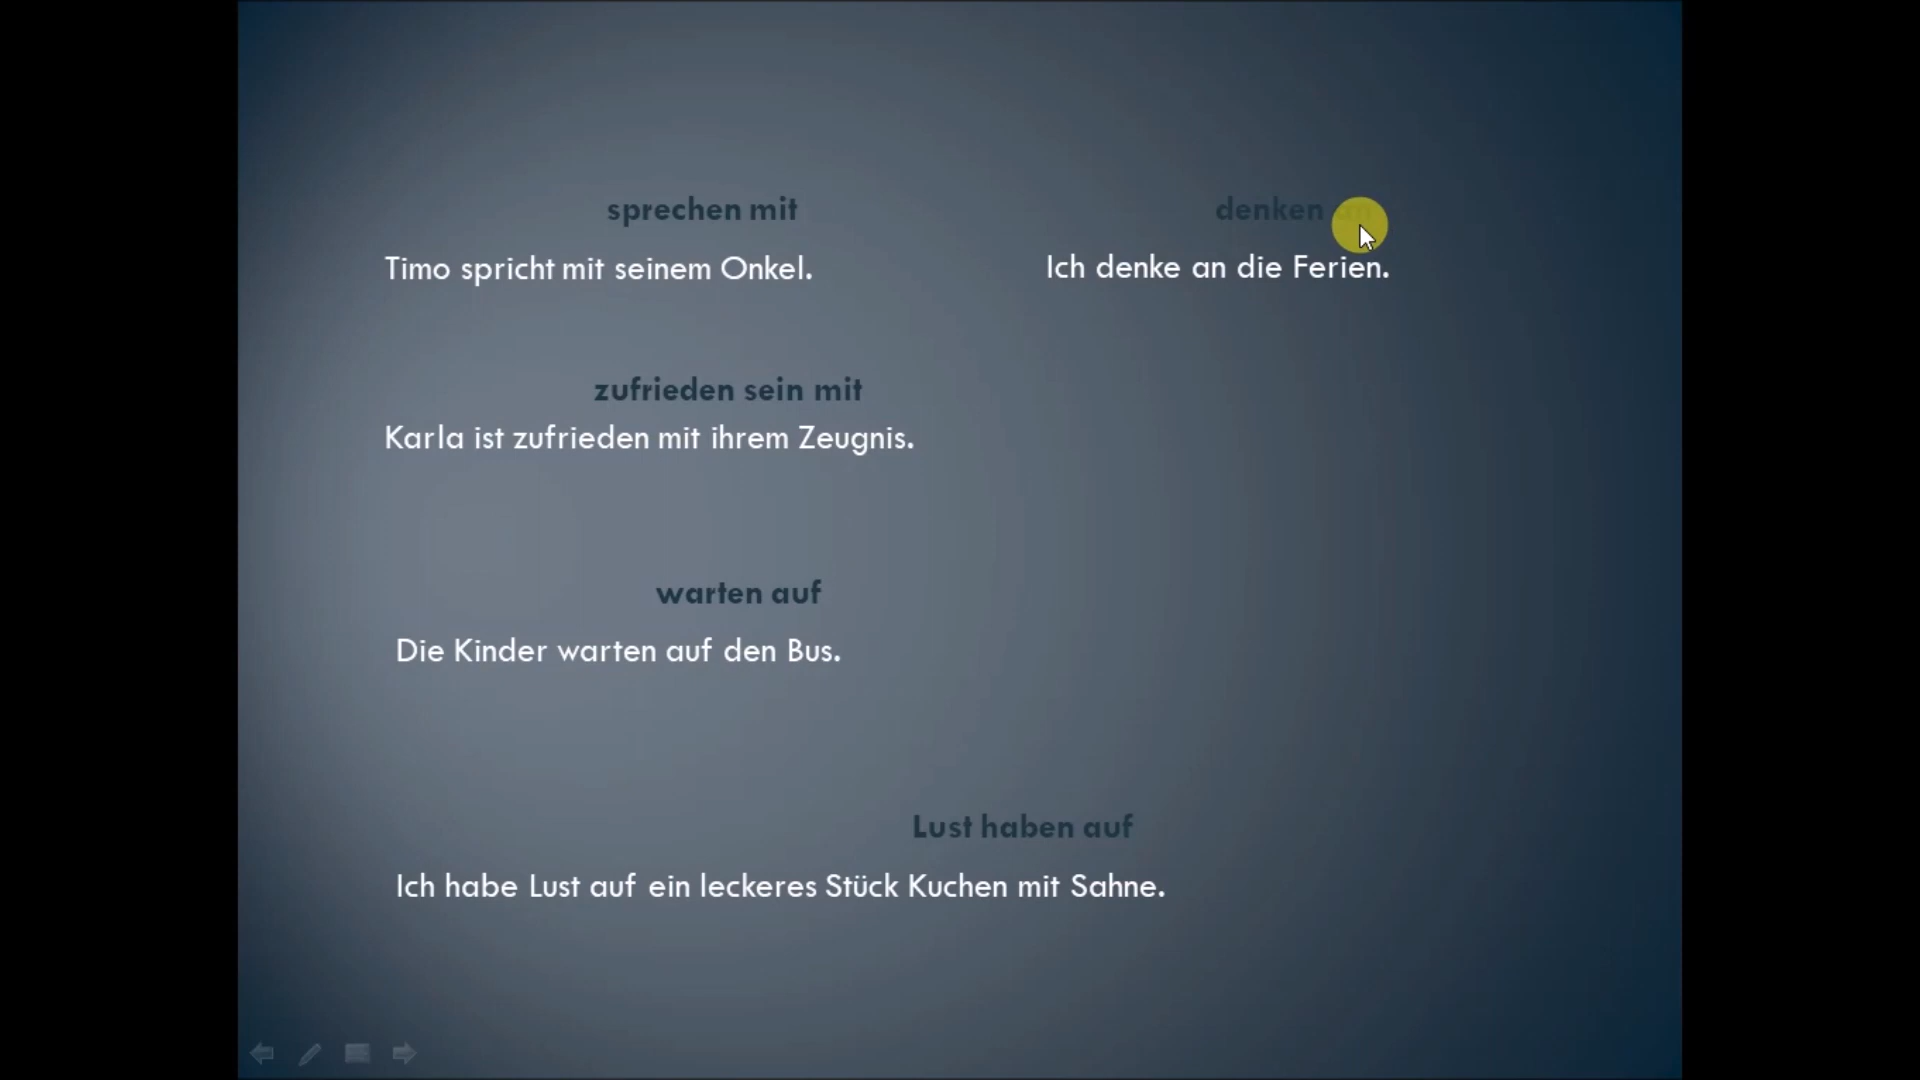 sprechen mit
Timo spricht mit seinem Onkel.
denken an
Ich denke an die Ferien.
zufrieden sein mit
Karla ist zufrieden mit ihrem Zeugnis.
warten auf
Die Kinder warten auf den Bus.
Lust haben auf
Ich habe Lust auf ein leckeres Stück Kuchen mit Sahne.